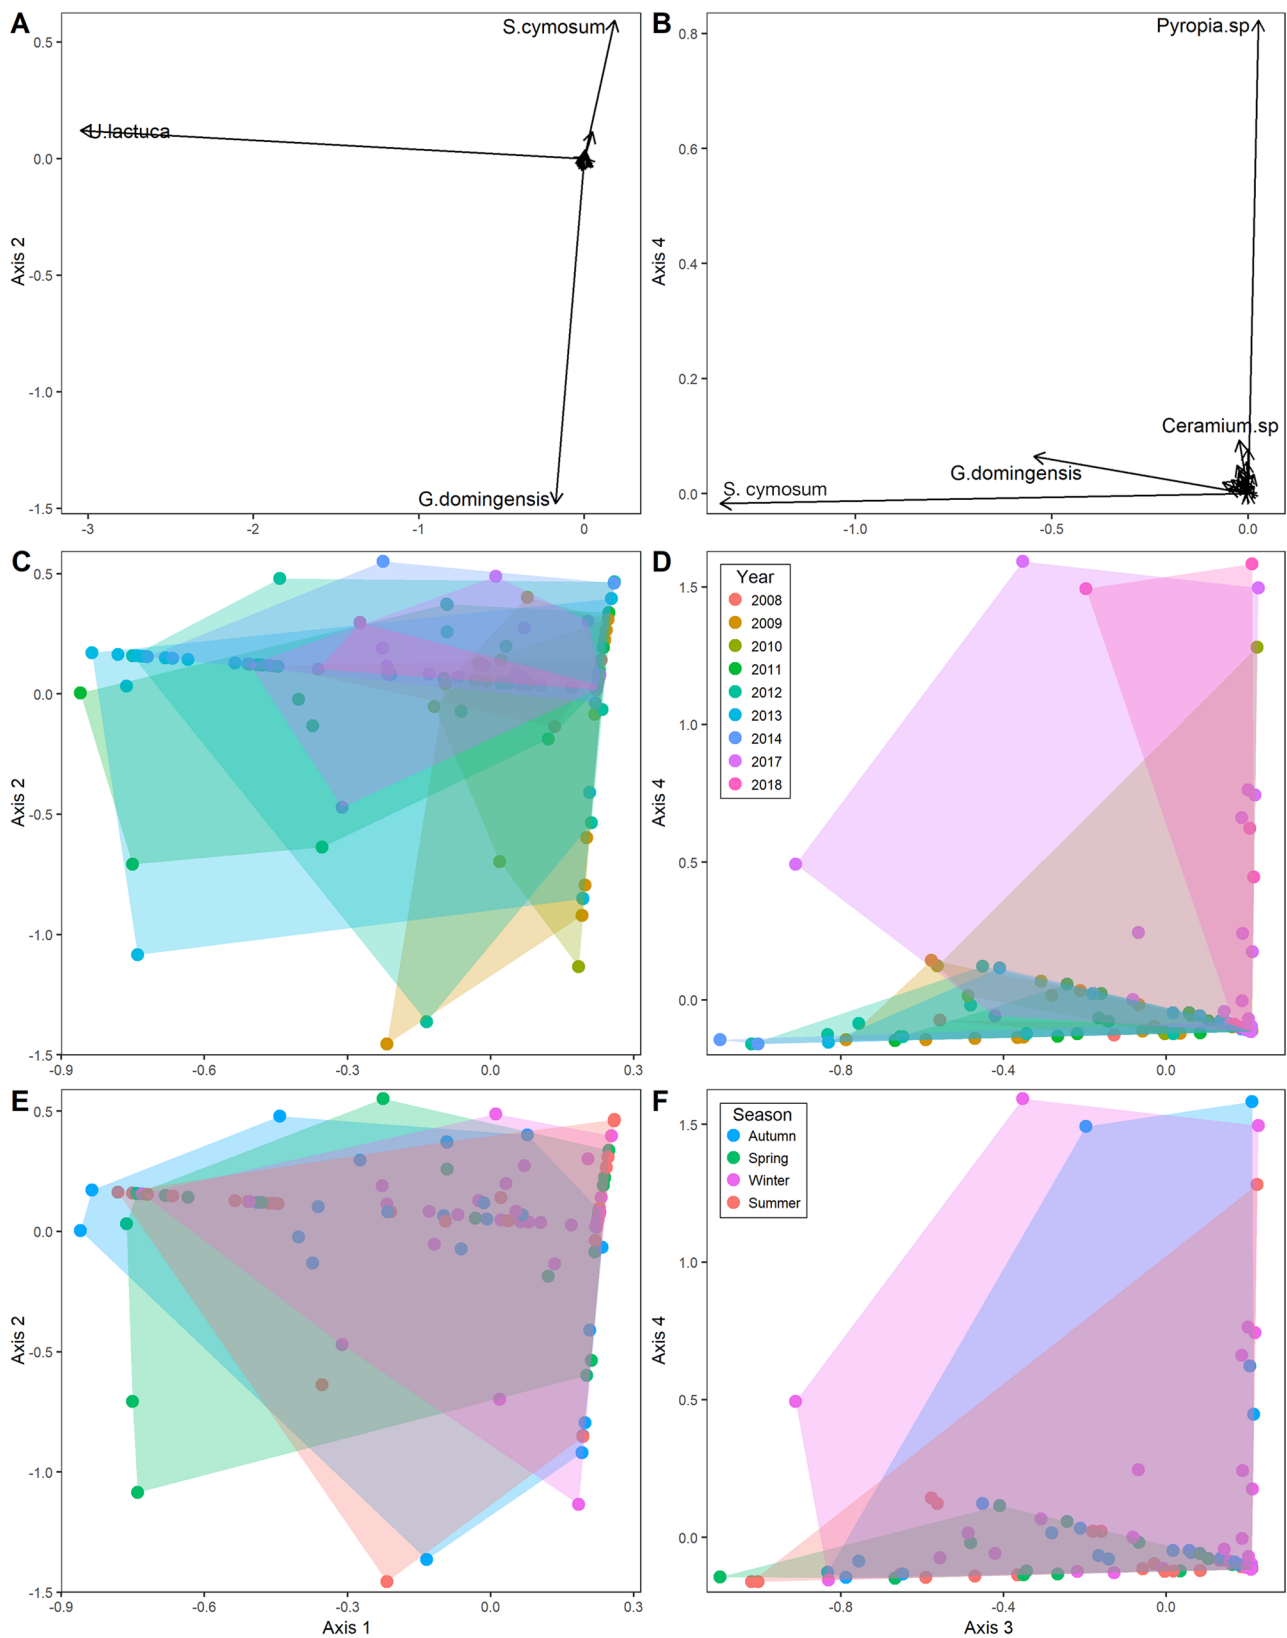 A
S.cymosum
U.lactuca
G.domingensis
Axis 2
0.5
0.0
-0.5
-1.0
-1.5
-3
-2
-1
0
B
Pyropia.sp
Ceramium.sp
G.domingensis
S. cymosum
Axis 4
0.8
0.6
0.4
0.2
0.0
-1.0
-0.5
0.0
C
Axis 2
0.5
0.0
-0.5
-1.0
-1.5
-0.9
-0.6
-0.3
0.0
0.3
D
Year
2008
2009
2010
2011
2012
2013
2014
2017
2018
Axis 4
1.5
1.0
0.5
0.0
-0.8
-0.4
0.0
E
Axis 2
0.5
0.0
-0.5
-1.0
-1.5
-0.9
-0.6
-0.3
0.0
0.3
Axis 1
F
Season
Autumn
Spring
Winter
Summer
Axis 4
1.5
1.0
0.5
0.0
-0.8
-0.4
0.0
Axis 3